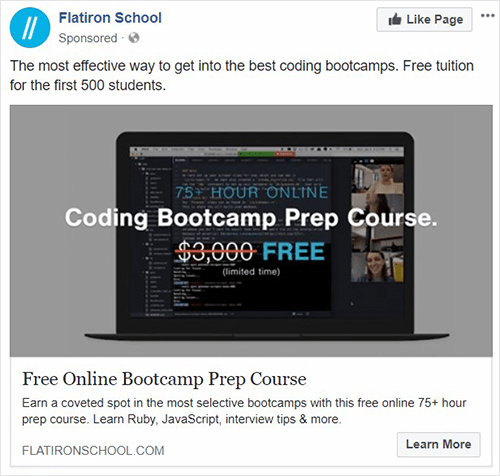 Flatiron School
Like Page
Sponsored ·
The most effective way to get into the best coding bootcamps. Free tuition
for the first 500 students.
75+ HOUR ONLINE
Coding Bootcamp Prep Course.
$3,000 FREE
(limited time)
Free Online Bootcamp Prep Course
Earn a coveted spot in the most selective bootcamps with this free online 75+ hour
prep course. Learn Ruby, JavaScript, interview tips & more.
FLATIRONSCHOOL.COM
Learn More